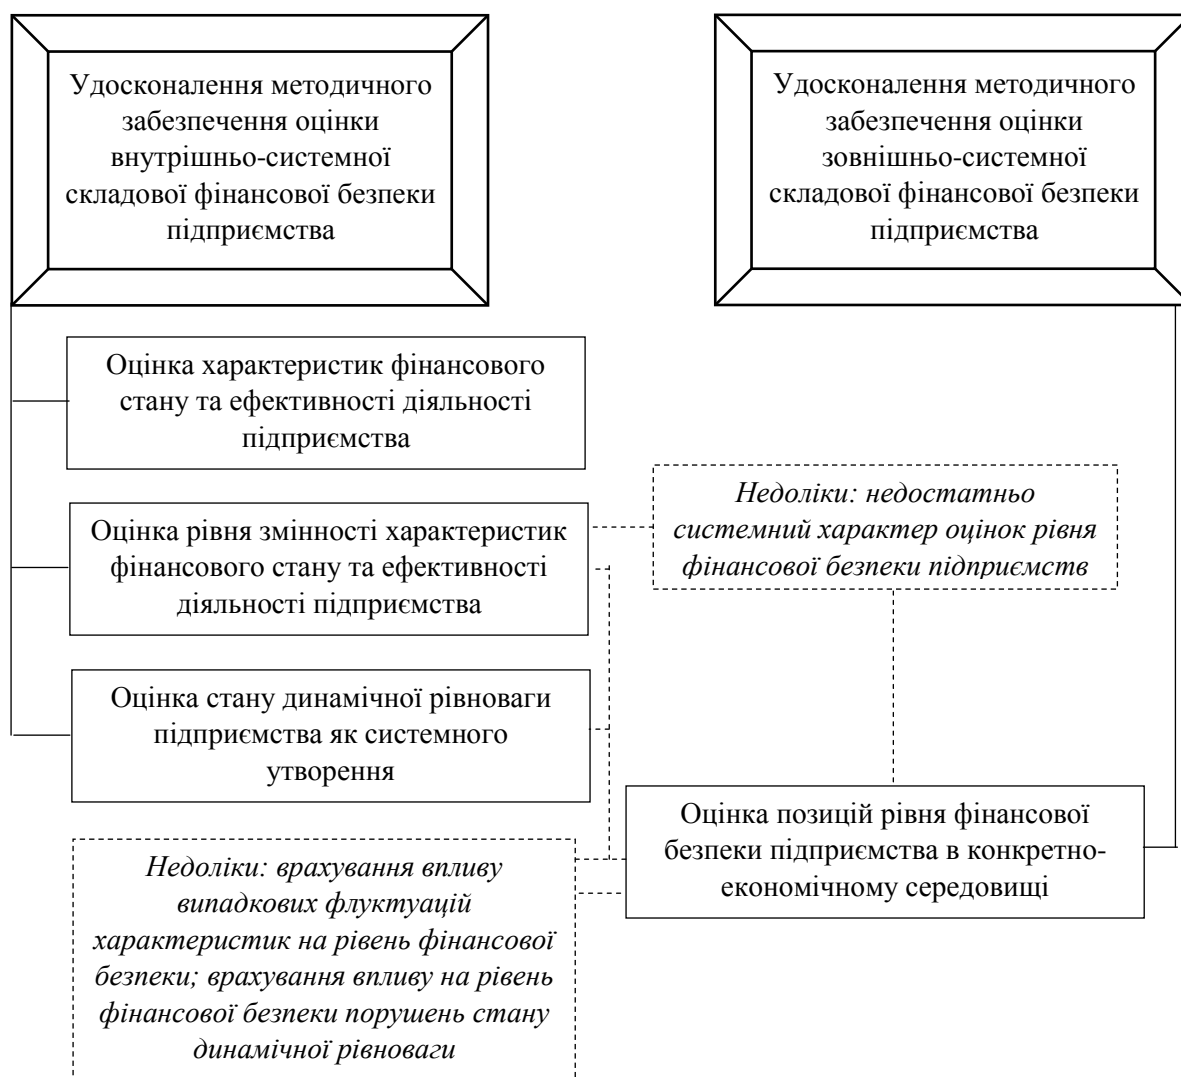 Удосконалення методичного
забезпечення оцінки
внутрішньо-системної
складової фінансової безпеки
підприємства
Удосконалення методичного
забезпечення оцінки
зовнішньо-системної
складової фінансової безпеки
підприємства
Оцінка характеристик фінансового
стану та ефективності діяльності
підприємства
Недоліки: недостатньо
системний характер оцінок рівня
фінансової безпеки підприємств
Оцінка рівня змінності характеристик
фінансового стану та ефективності
діяльності підприємства
Оцінка стану динамічної рівноваги
підприємства як системного
утворення
Оцінка позицій рівня фінансової
безпеки підприємства в конкретно-
економічному середовищі
Недоліки: врахування впливу
випадкових флуктуацій
характеристик на рівень фінансової
безпеки; врахування впливу на рівень
фінансової безпеки порушень стану
динамічної рівноваги